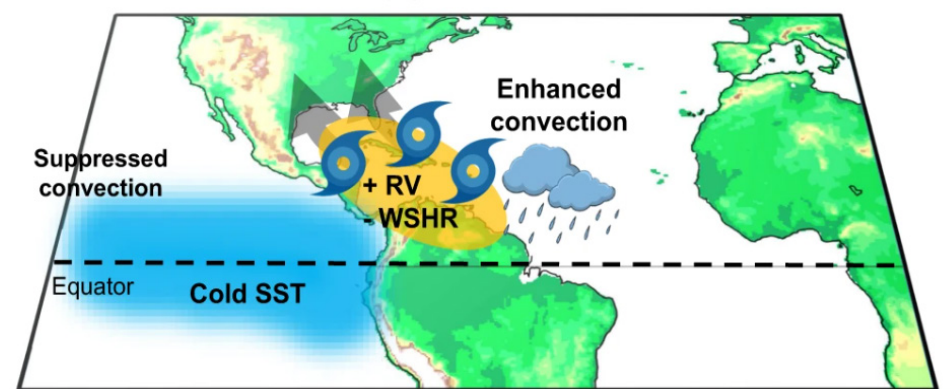 Enhanced
convection
Suppressed
convection
+ RV
- WSHR
Equator
Cold SST